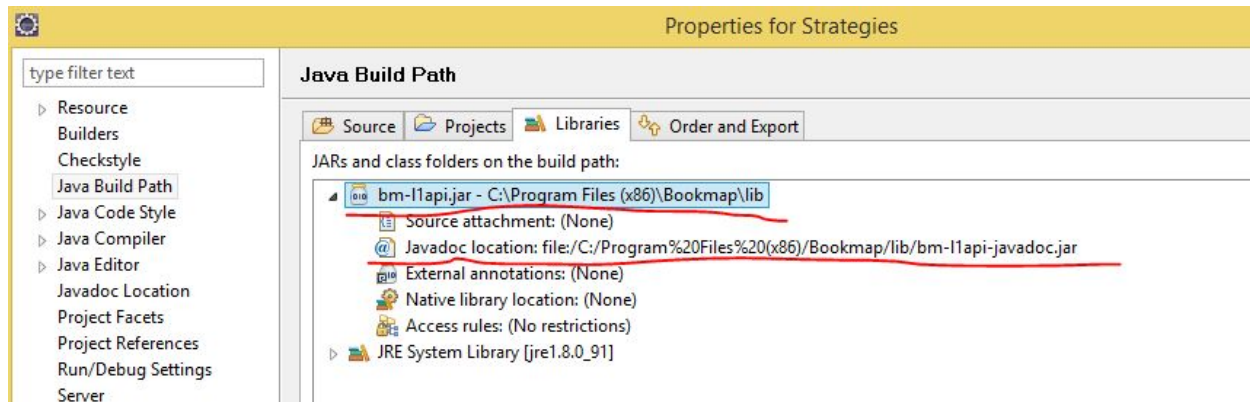 Properties for Strategies
type filter text
Resource
Builders
Checkstyle
Java Build Path
Java Code Style
Java Compiler
Java Editor
Javadoc Location
Project Facets
Project References
Run/Debug Settings
Server
Java Build Path
Source Projects Libraries Order and Export
JARs and class folders on the build path:
bm-l1api.jar - C:\Program Files (x86)\Bookmap\lib
Source attachment: (None)
Javadoc location: file:/C:/Program%20Files%20(x86)/Bookmap/lib/bm-l1api-javadoc.jar
External annotations: (None)
Native library location: (None)
Access rules: (No restrictions)
JRE System Library [jre1.8.0_91]